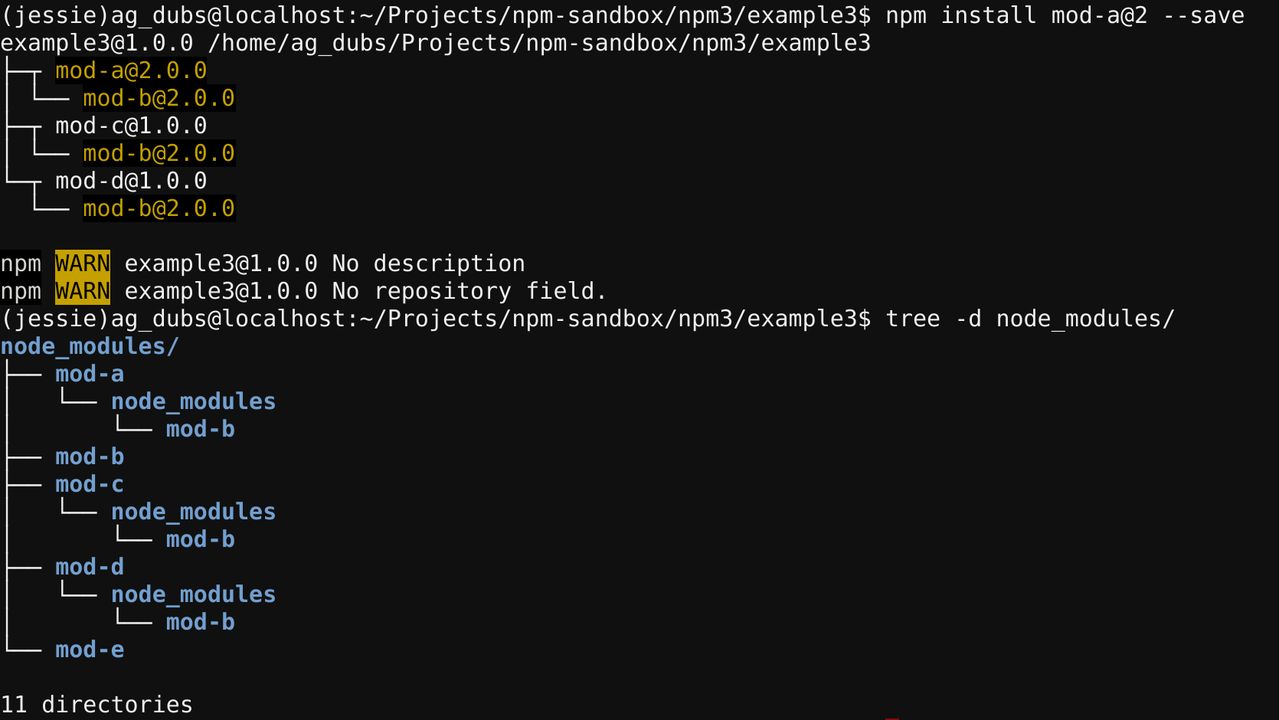 (jessie)ag_dubs@localhost:~/Projects/npm-sandbox/npm3/example3$ npm install mod-a@2 --save
example3@1.0.0 /home/ag_dubs/Projects/npm-sandbox/npm3/example3
├─┬ mod-a@2.0.0
│ └── mod-b@2.0.0
├─┬ mod-c@1.0.0
│ └── mod-b@2.0.0
└─┬ mod-d@1.0.0
  └── mod-b@2.0.0
npm WARN example3@1.0.0 No description
npm WARN example3@1.0.0 No repository field.
(jessie)ag_dubs@localhost:~/Projects/npm-sandbox/npm3/example3$ tree -d node_modules/
node_modules/
├── mod-a
│   └── node_modules
│       └── mod-b
├── mod-b
├── mod-c
│   └── node_modules
│       └── mod-b
├── mod-d
│   └── node_modules
│       └── mod-b
└── mod-e
11 directories